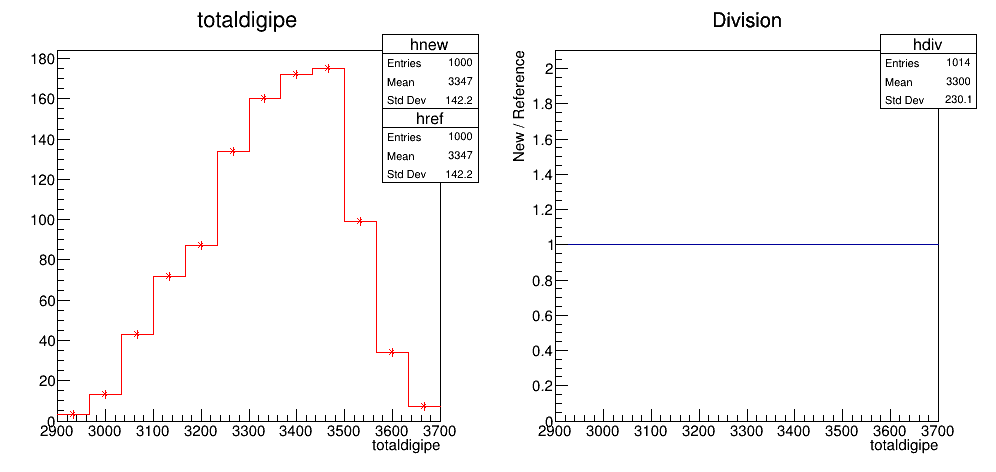 totaldigipe
hnew
Entries 1000
Mean 3347
Std Dev 142.2
href
Entries 1000
Mean 3347
Std Dev 142.2
180
160
140
120
100
80
60
40
20
0
2900 3000 3100 3200 3300 3400 3500 3600 3700
totaldigipe
Division
hdiv
Entries 1014
Mean 3300
Std Dev 230.1
New / Reference
2
1.8
1.6
1.4
1.2
1
0.8
0.6
0.4
0.2
0
2900 3000 3100 3200 3300 3400 3500 3600 3700
totaldigipe